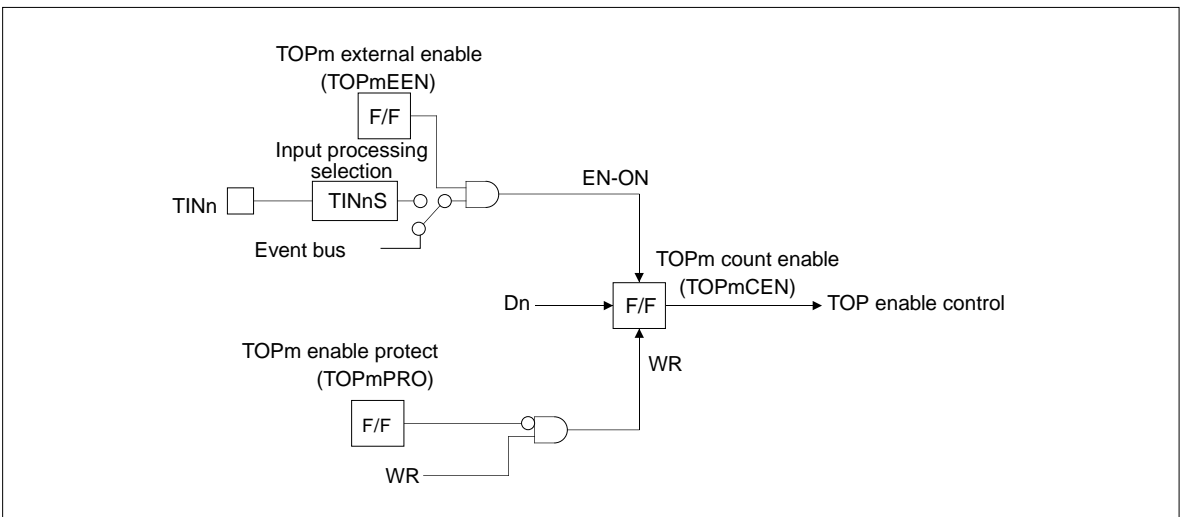 TOPm external enable
(TOPmEEN)
F/F
Input processing
selection
TINn
TINnS
EN-ON
Event bus
TOPm count enable
(TOPmCEN)
Dn
F/F
TOP enable control
TOPm enable protect
(TOPmPRO)
WR
F/F
WR